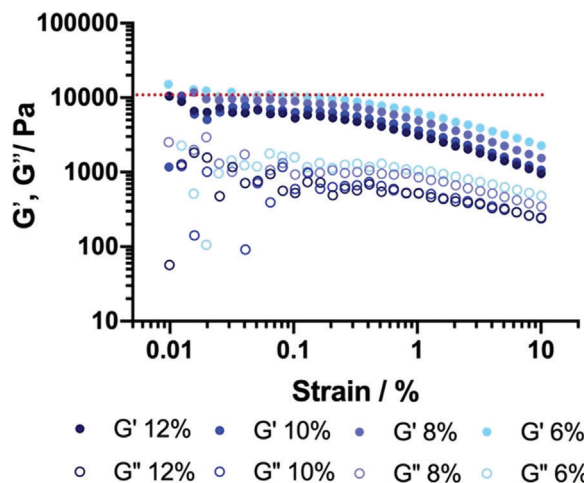 100000
10000
1000
100
10
G', G''/ Pa
0.01 0.1 1 10
Strain / %
G' 12% G' 10% G' 8% G' 6%
G'' 12% G'' 10% G'' 8% G'' 6%